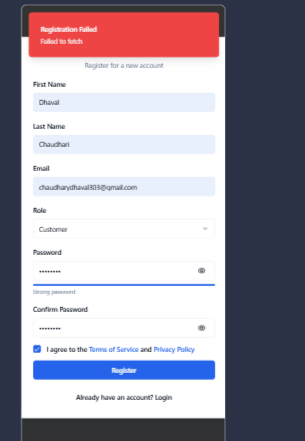 Registration Failed
Failed to fetch
Register for a new account
First Name
Dhaval
Last Name
Chaudhari
Email
chaudharydhaval303@gmail.com
Role
Customer
Password
••••••••
Strong password
Confirm Password
••••••••
I agree to the Terms of Service and Privacy Policy
Register
Already have an account? Login